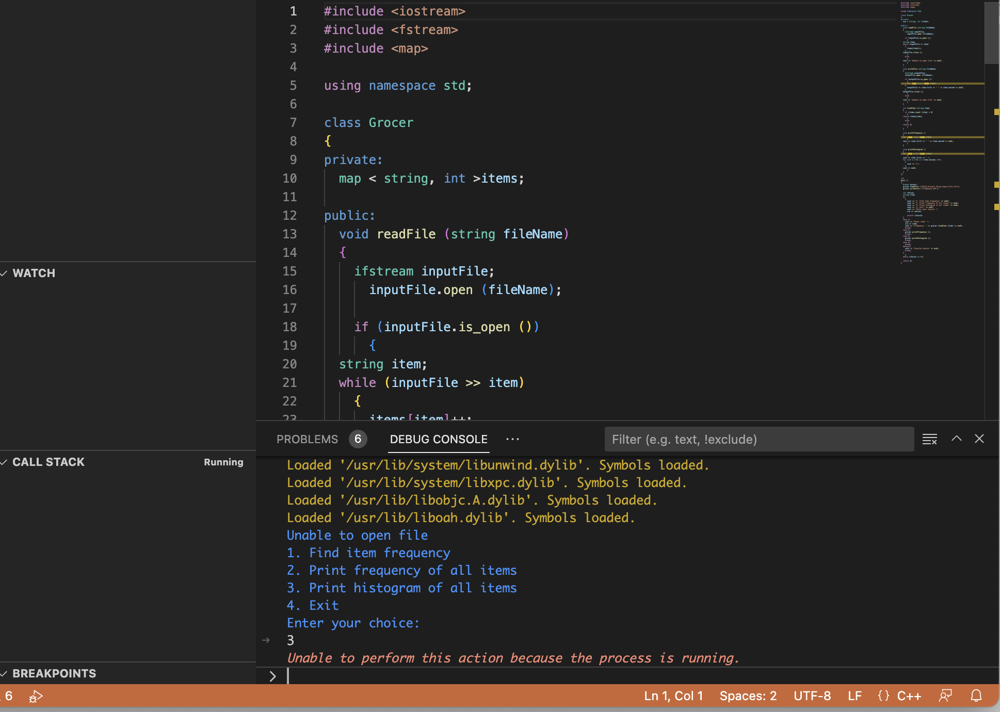 1 #include <iostream>
2 #include <fstream>
3 #include <map>
4
5 using namespace std;
6
7 class Grocer
8 {
9 private:
10 map < string, int >items;
11
12 public:
13 void readFile (string fileName)
14 {
15 ifstream inputFile;
16 inputFile.open (fileName);
17
18 if (inputFile.is_open ())
19 {
20 string item;
21 while (inputFile >> item)
22 {
23 items[item]++;
WATCH
CALL STACK Running
BREAKPOINTS
PROBLEMS 6 DEBUG CONSOLE ··· Filter (e.g. text, !exclude)
Loaded '/usr/lib/system/libunwind.dylib'. Symbols loaded.
Loaded '/usr/lib/system/libxpc.dylib'. Symbols loaded.
Loaded '/usr/lib/libobjc.A.dylib'. Symbols loaded.
Loaded '/usr/lib/liboah.dylib'. Symbols loaded.
Unable to open file
1. Find item frequency
2. Print frequency of all items
3. Print histogram of all items
4. Exit
Enter your choice:
3
Unable to perform this action because the process is running.
6 Ln 1, Col 1 Spaces: 2 UTF-8 LF {} C++